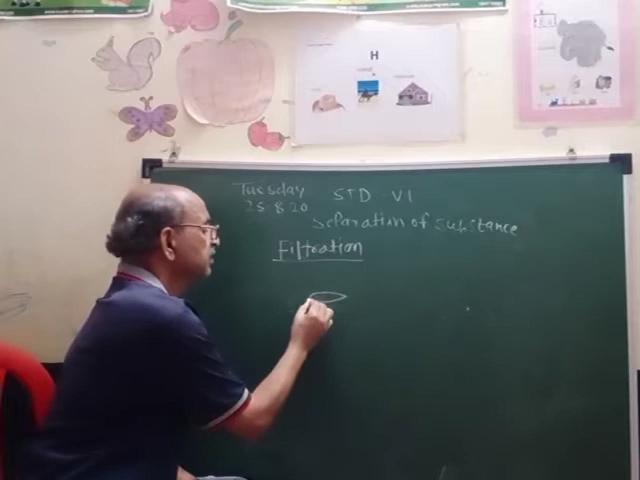 H
Tuesday STD - VI
25-8-20
Separation of substance
Filtration